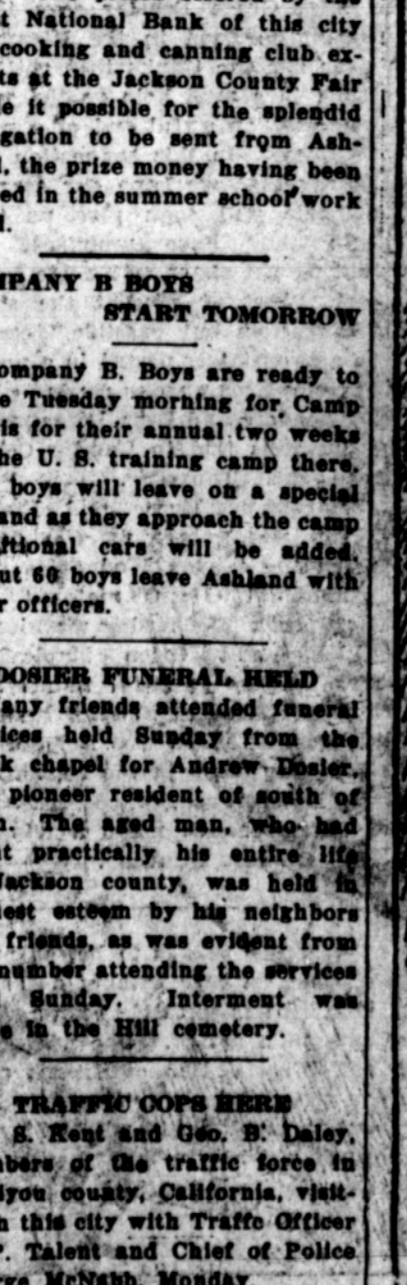 t National Bank of this city
cooking and canning club ex-
ts at the Jackson County Fair
e it possible for the splendid
gation to be sent from Ash-
, the prize money having been
ed in the summer school work
.
MPANY B BOYS
START TOMORROW
ompany B. Boys are ready to
e Tuesday morning for Camp
is for their annual two weeks
he U. S. training camp there.
boys will leave on a special
and as they approach the camp
itional cars will be added.
ut 60 boys leave Ashland with
r officers.
OOSIER FUNERAL HELD
any friends attended funeral
ices held Sunday from the
k chapel for Andrew Dosier,
pioneer resident of south of
n. The aged man, who had
t practically his entire life
Jackson county, was held in
est esteem by his neighbors
friends, as was evident from
number attending the services
Sunday. Interment was
e in the Hill cemetery.
TRAFFIC COPS HERE
S. Kent and Geo. B. Daley,
bers of the traffic force in
iyou county, California, visit-
n this city with Traffc Officer
P. Talent and Chief of Police
rge McNabb, Monday